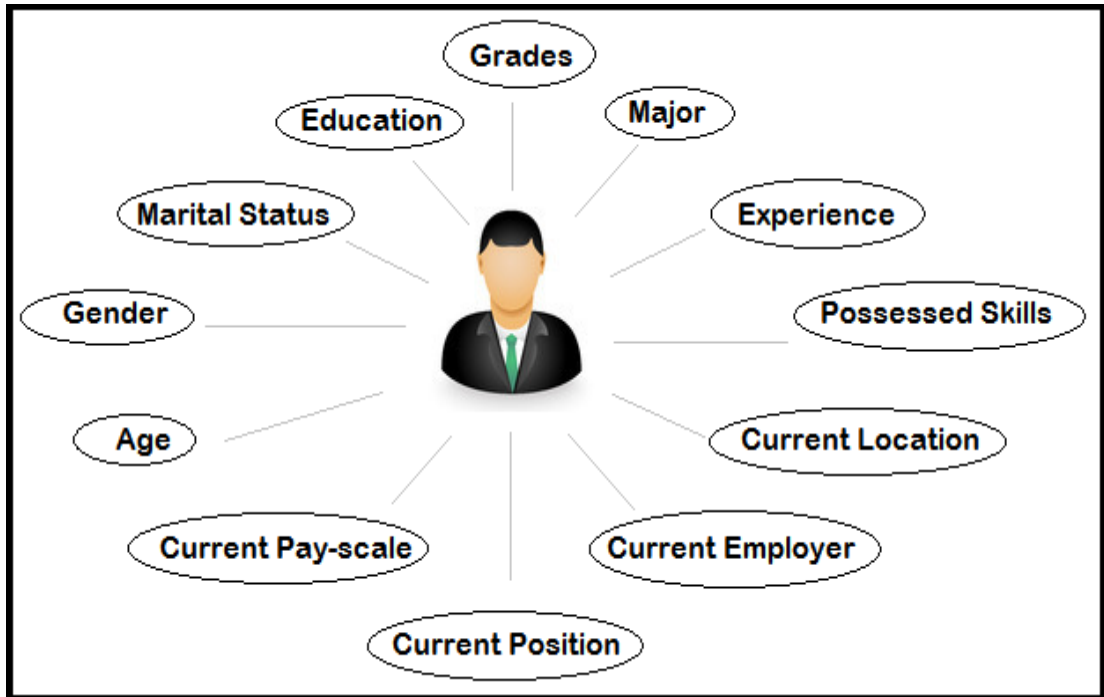 Grades
Education
Major
Marital Status
Experience
Gender
Possessed Skills
Age
Current Location
Current Pay-scale
Current Employer
Current Position